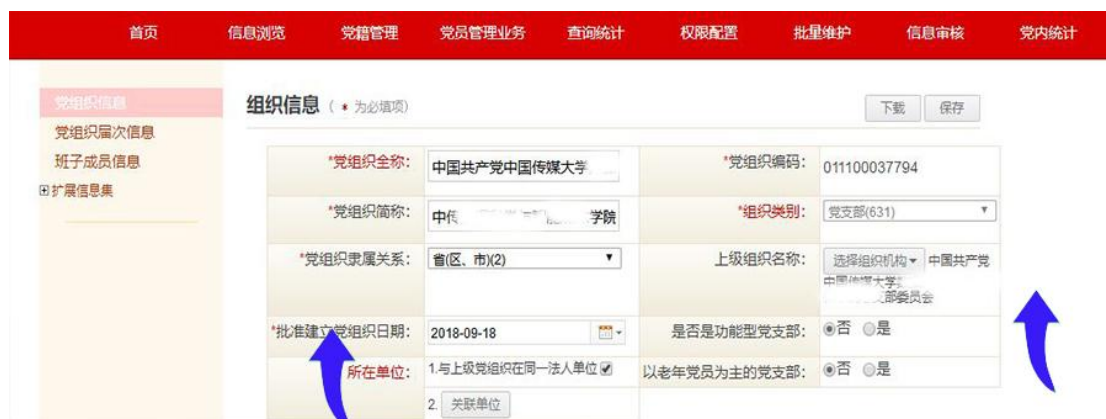 首页 信息浏览 党籍管理 党员管理业务 查询统计 权限配置 批量维护 信息审核 党内统计
党组织信息
党组织届次信息
班子成员信息
扩展信息集
组织信息 ( * 为必填项)
下载 保存
*党组织全称: 中国共产党中国传媒大学 *党组织编码: 011100037794
*党组织简称: 中传 学院 *组织类别: 党支部(631)
*党组织隶属关系: 省(区、市)(2) 上级组织名称: 选择组织机构 中国共产党
中国传媒大学
支部委员会
*批准建立党组织日期: 2018-09-18 是否是功能型党支部: 否 是
所在单位: 1.与上级党组织在同一法人单位 以老年党员为主的党支部: 否 是
2. 关联单位